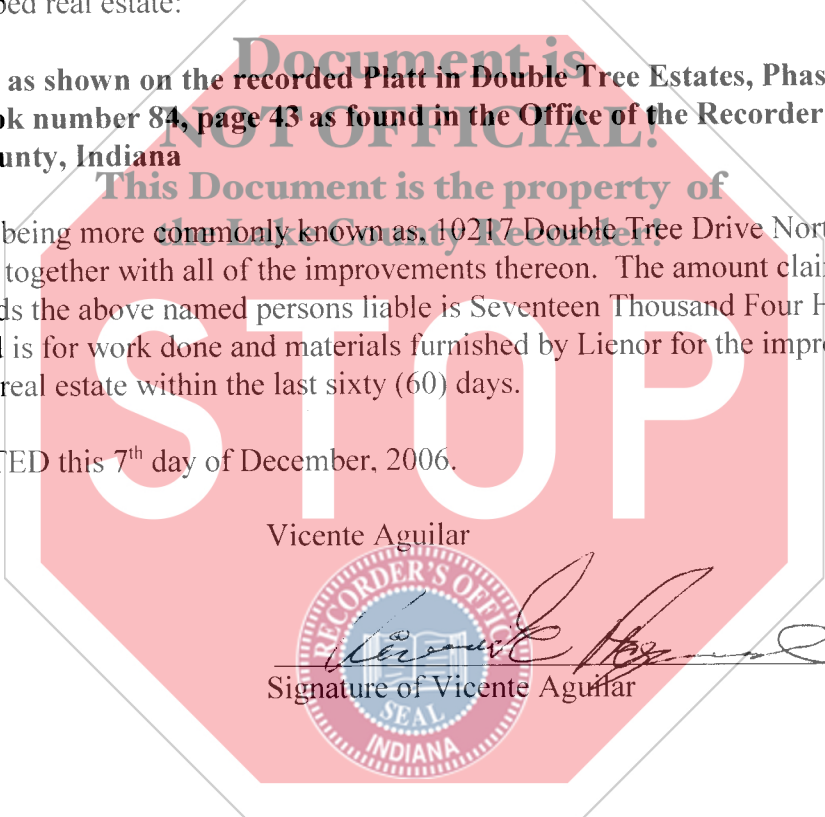 bed real estate:
Document is
as shown on the recorded Platt in Double Tree Estates, Phas
ok number 84, page 43 as found in the Office of the Recorder
NOT OFFICIAL!
unty, Indiana
This Document is the property of
the Lake County Recorder!
being more commonly known as, 10217 Double Tree Drive Nort
together with all of the improvements thereon. The amount clai
ds the above named persons liable is Seventeen Thousand Four H
d is for work done and materials furnished by Lienor for the impro
real estate within the last sixty (60) days.
STOP
TED this 7th day of December, 2006.
Vicente Aguilar
RECORDER'S OFFICE
Signature of Vicente Aguilar
SEAL
INDIANA